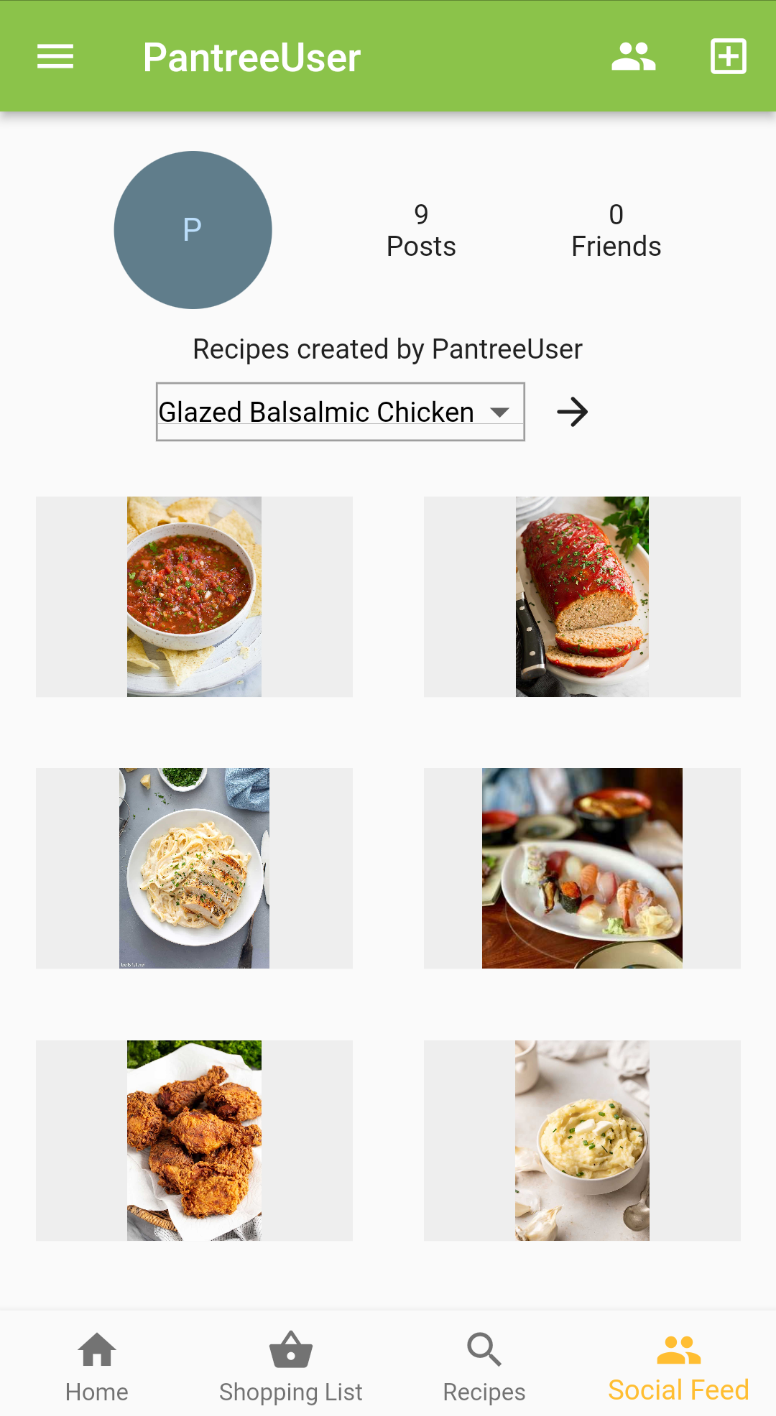 PantreeUser
P
9
Posts
0
Friends
Recipes created by PantreeUser
Glazed Balsalmic Chicken
Home
Shopping List
Recipes
Social Feed